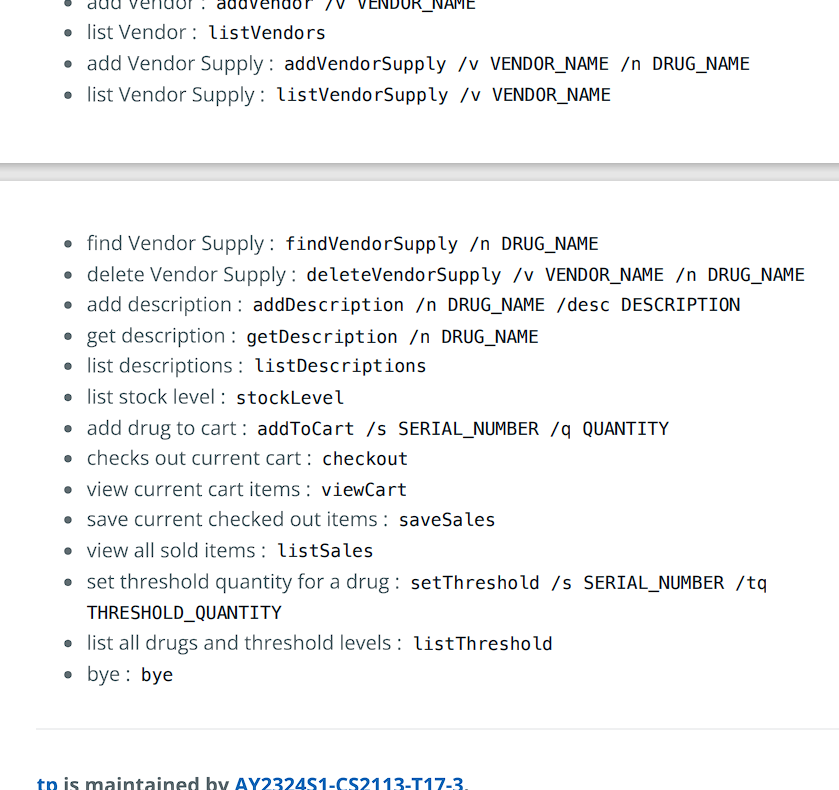 add Vendor : addVendor /v VENDOR_NAME
list Vendor : listVendors
add Vendor Supply : addVendorSupply /v VENDOR_NAME /n DRUG_NAME
list Vendor Supply : listVendorSupply /v VENDOR_NAME
find Vendor Supply : findVendorSupply /n DRUG_NAME
delete Vendor Supply : deleteVendorSupply /v VENDOR_NAME /n DRUG_NAME
add description : addDescription /n DRUG_NAME /desc DESCRIPTION
get description : getDescription /n DRUG_NAME
list descriptions : listDescriptions
list stock level : stockLevel
add drug to cart : addToCart /s SERIAL_NUMBER /q QUANTITY
checks out current cart : checkout
view current cart items : viewCart
save current checked out items : saveSales
view all sold items : listSales
set threshold quantity for a drug : setThreshold /s SERIAL_NUMBER /tq
THRESHOLD_QUANTITY
list all drugs and threshold levels : listThreshold
bye : bye
tp is maintained by AY2324S1-CS2113-T17-3.